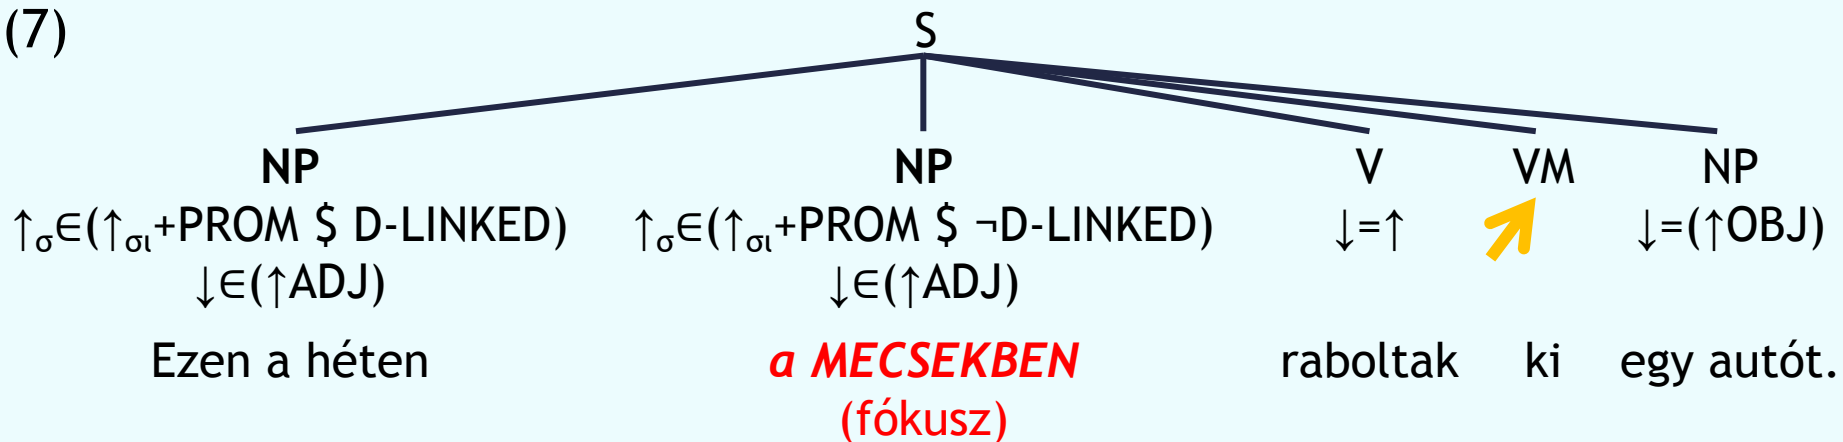 (7) S
NP NP V VM NP
↑σ∈(↑σι+PROM $ D-LINKED) ↑σ∈(↑σι+PROM $ ¬D-LINKED) ↓=↑ ↓=(↑OBJ)
↓∈(↑ADJ) ↓∈(↑ADJ)
Ezen a héten a MECSEKBEN raboltak ki egy autót.
(fókusz)